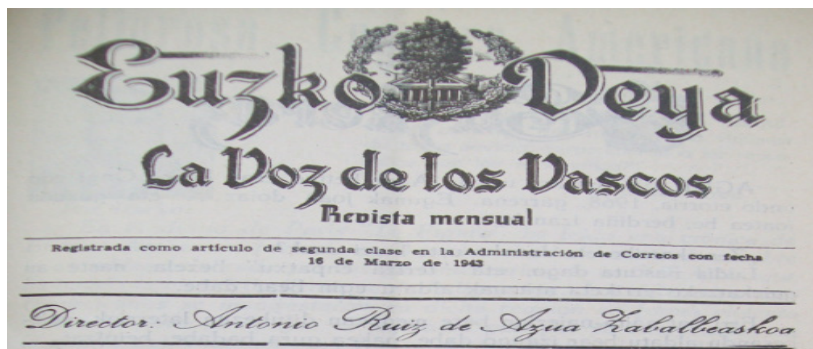 Euzko Deya
La Voz de los Vascos
Revista mensual
Registrada como artículo de segunda clase en la Administración de Correos con fecha
16 de Marzo de 1943
Director: Antonio Ruiz de Azua Zabalbeaskoa